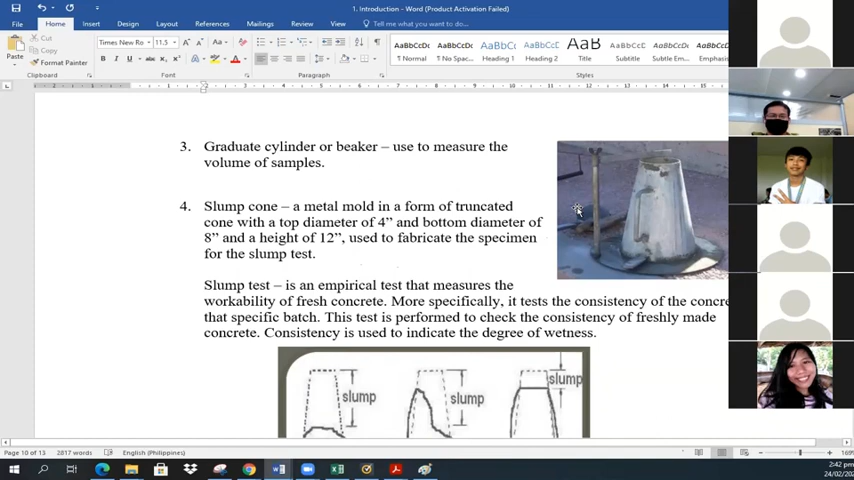 1. Introduction - Word (Product Activation Failed)
File Home Insert Design Layout References Mailings Review View Tell me what you want to do...
Paste Cut Copy Format Painter
Times New Ro 11.5
AaBbCcDc AaBbCcDc AaBbCc AaBbCcDc AaB AaBbCcDc AaBbCcDc AaBbCcDc
¶ Normal ¶ No Spac... Heading 1 Heading 2 Title Subtitle Subtle Em... Emphasis
Clipboard Font Paragraph Styles
3. Graduate cylinder or beaker – use to measure the
volume of samples.
4. Slump cone – a metal mold in a form of truncated
cone with a top diameter of 4” and bottom diameter of
8” and a height of 12”, used to fabricate the specimen
for the slump test.
Slump test – is an empirical test that measures the
workability of fresh concrete. More specifically, it tests the consistency of the concre
that specific batch. This test is performed to check the consistency of freshly made
concrete. Consistency is used to indicate the degree of wetness.
slump slump slump
Page 10 of 13 2817 words English (Philippines) 169%
2:42 pm
24/02/202